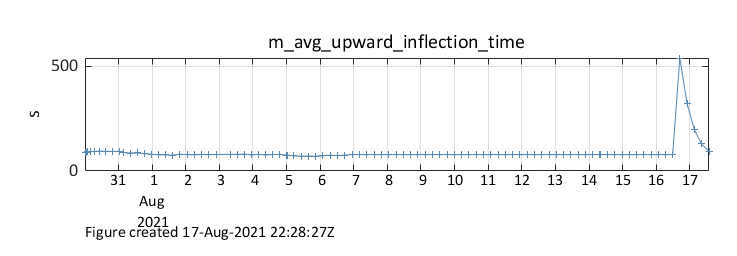 m_avg_upward_inflection_time
500
s
0
31 1 2 3 4 5 6 7 8 9 10 11 12 13 14 15 16 17
Aug
2021
Figure created 17-Aug-2021 22:28:27Z